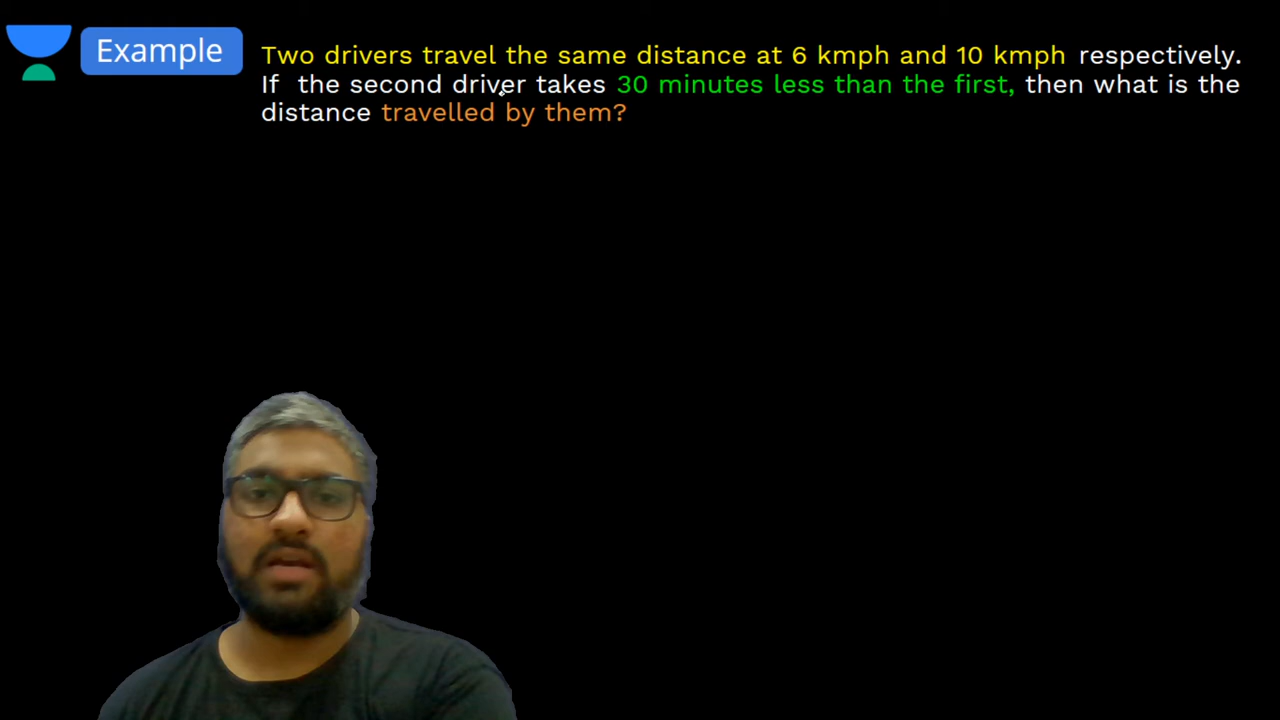 Example
Two drivers travel the same distance at 6 kmph and 10 kmph respectively.
If the second driver takes 30 minutes less than the first, then what is the
distance travelled by them?